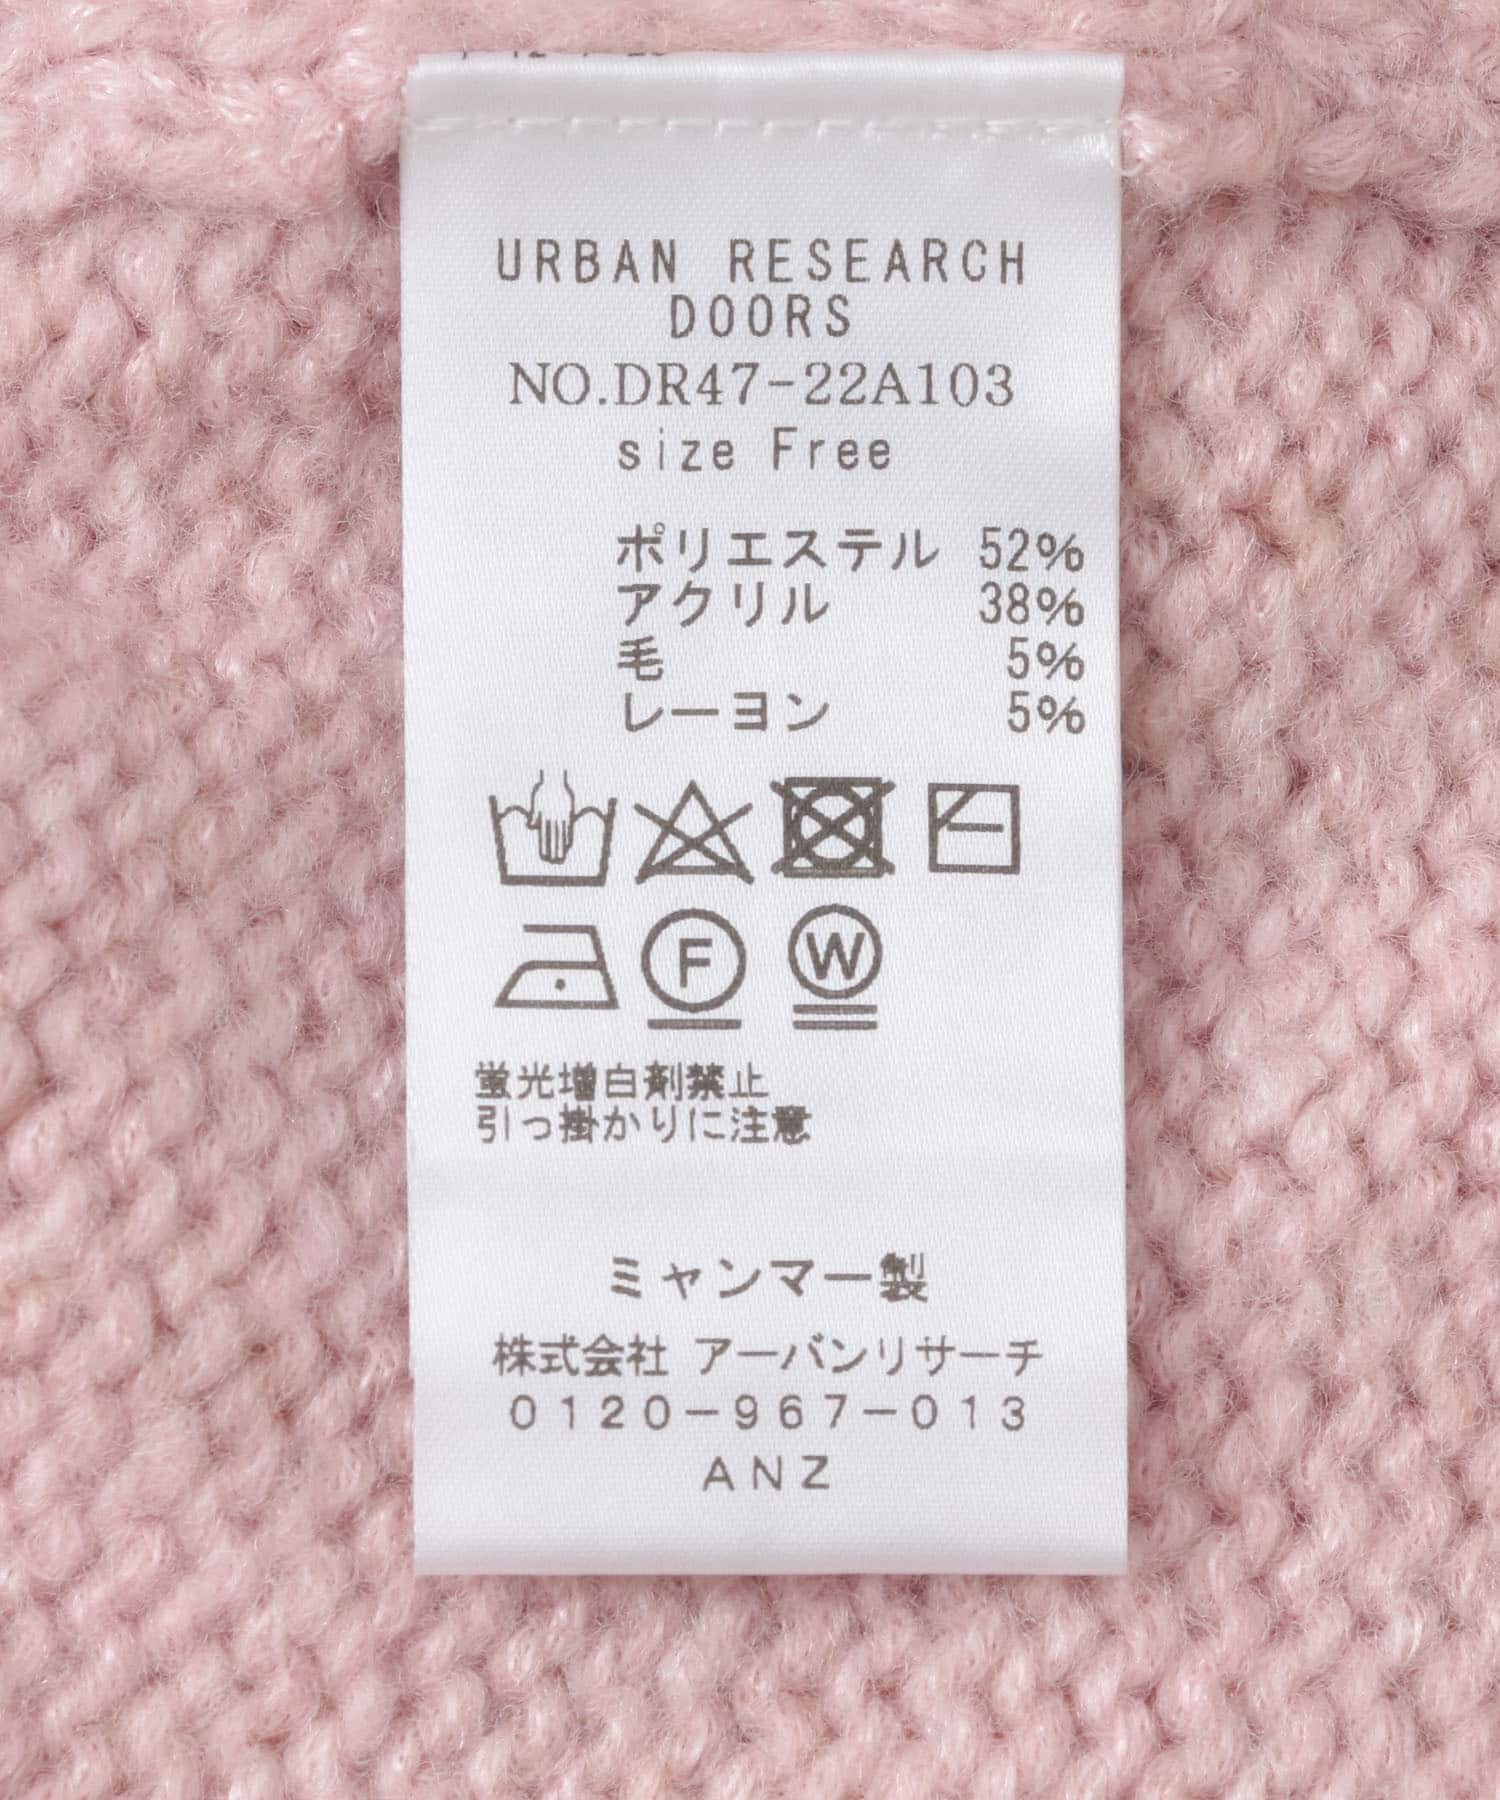 URBAN RESEARCH
DOORS
NO.DR47-22A103
size Free
ポリエステル 52%
アクリル 38%
毛 5%
レーヨン 5%
F W
蛍光増白剤禁止
引っ掛かりに注意
ミャンマー製
株式会社 アーバンリサーチ
0120-967-013
ANZ